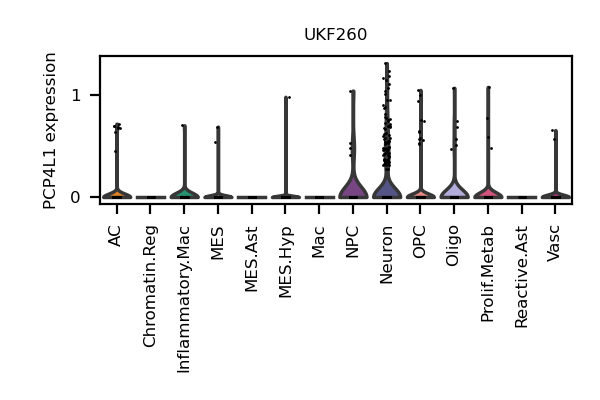 UKF260
PCP4L1 expression
1
0
AC
Chromatin.Reg
Inflammatory.Mac
MES
MES.Ast
MES.Hyp
Mac
NPC
Neuron
OPC
Oligo
Prolif.Metab
Reactive.Ast
Vasc